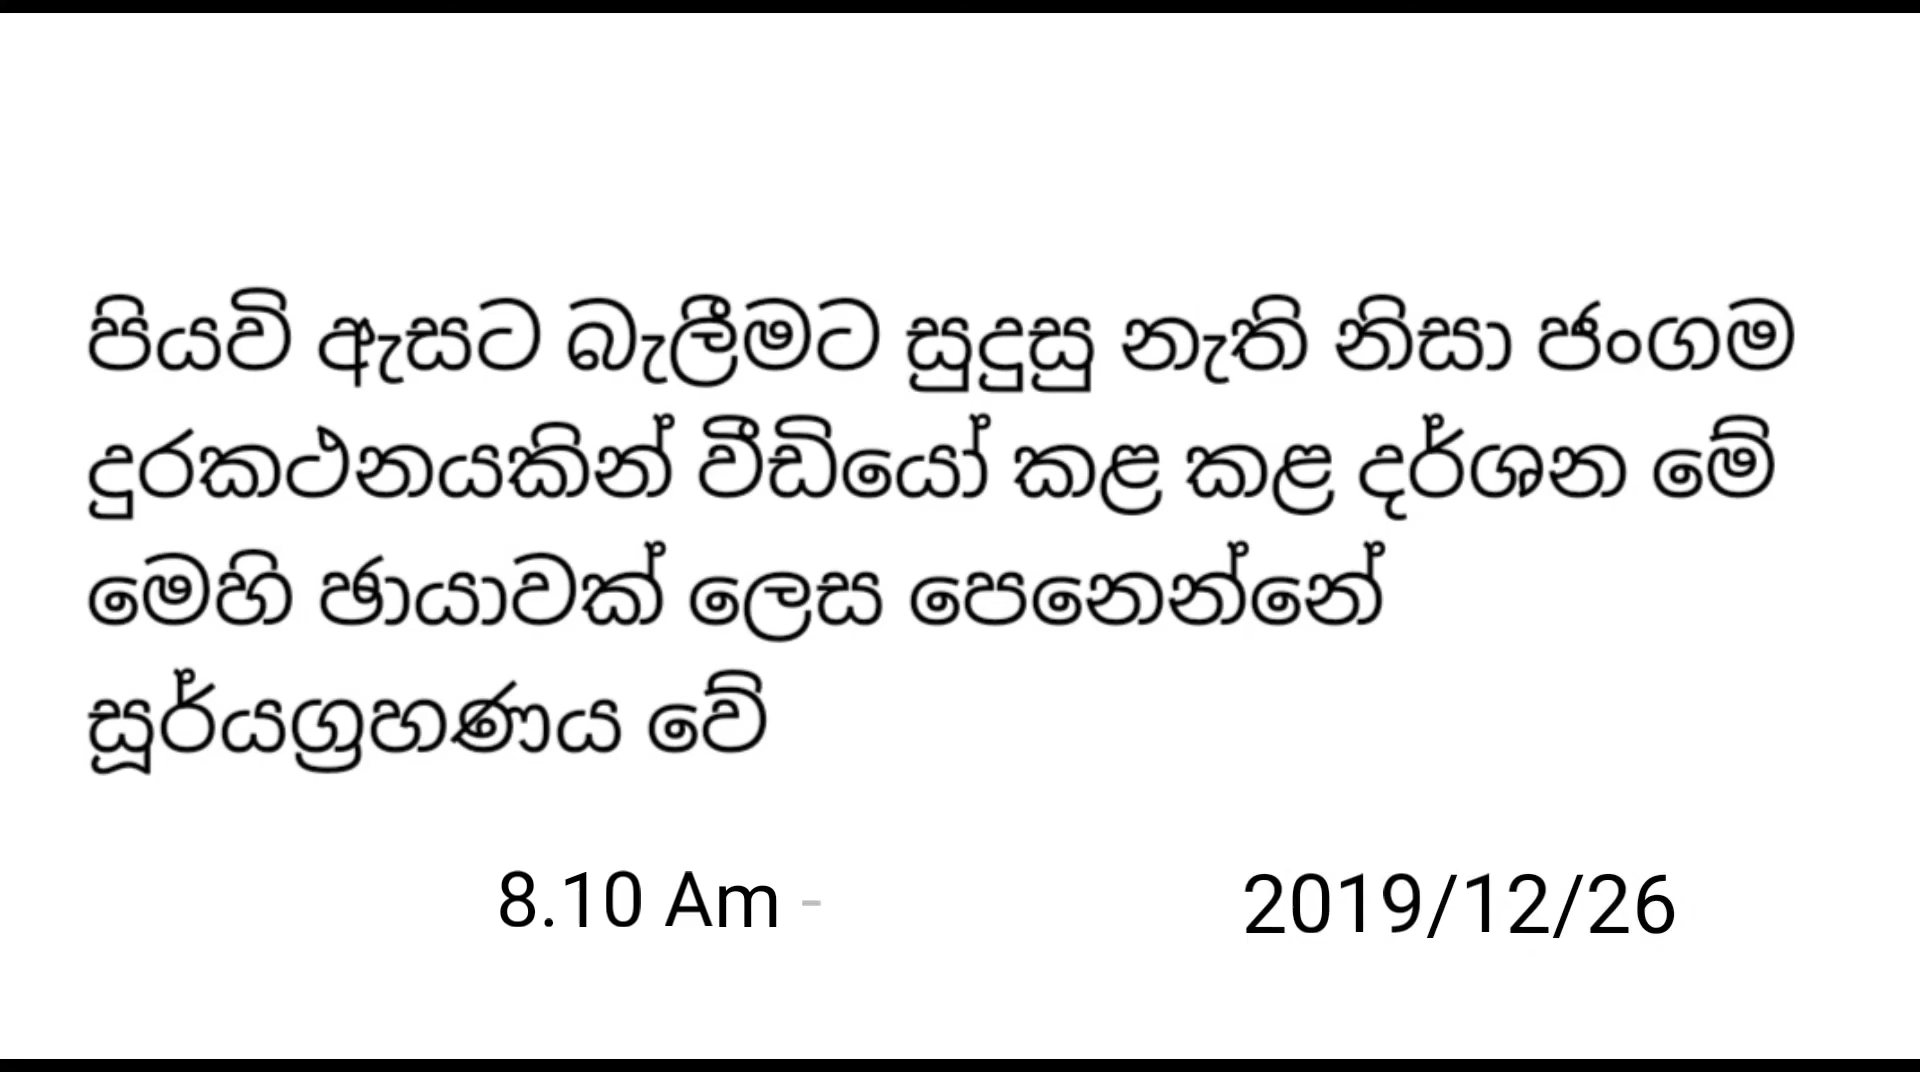 පියවි ඇසට බැලීමට සුදුසු නැති නිසා ජංගම
දුරකථනයකින් වීඩියෝ කළ කළ දර්ශන මේ
මෙහි ඡායාවක් ලෙස පෙනෙන්නේ
සූර්යග්‍රහණය වේ
8.10 Am - 2019/12/26